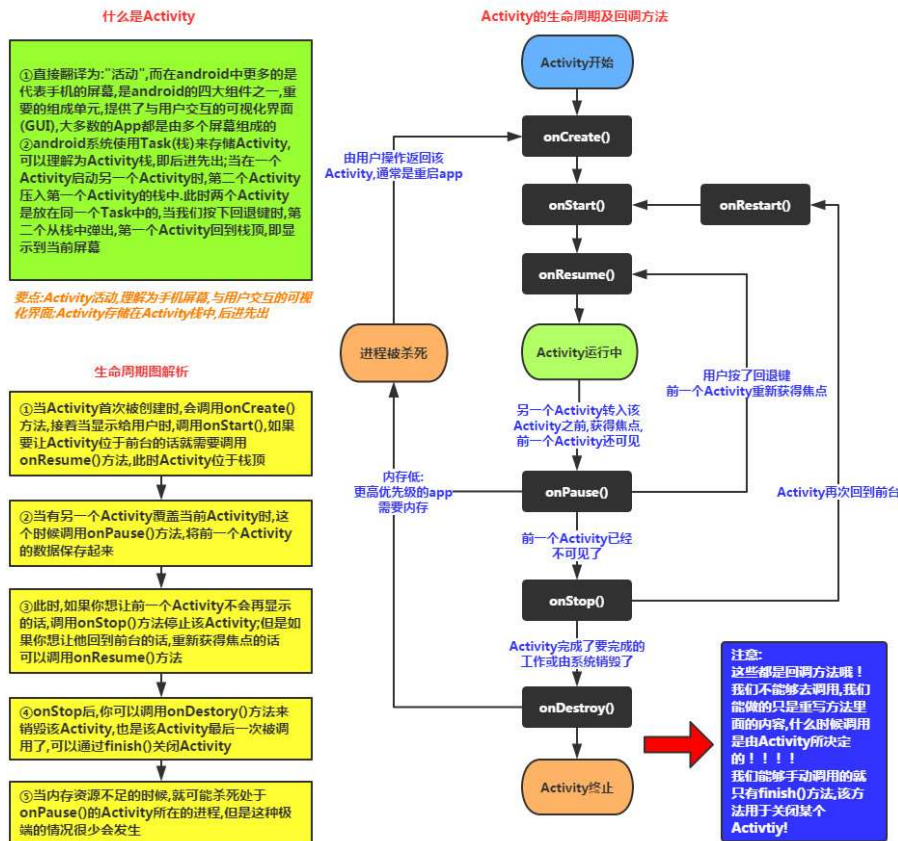 什么是Activity
①直接翻译为:"活动",而在android中更多的是
代表手机的屏幕,是android的四大组件之一,重
要的组成单元,提供了与用户交互的可视化界面
(GUI),大多数的App都是由多个屏幕组成的
②android系统使用Task(栈)来存储Activity,
可以理解为Activity栈,即后进先出;当在一个
Activity启动另一个Activity时,第二个Activity
压入第一个Activity的栈中.此时两个Activity
是放在同一个Task中的,当我们按下回退键时,第
二个从栈中弹出,第一个Activity回到栈顶,即显
示到当前屏幕
要点:Activity活动,理解为手机屏幕,与用户交互的可视
化界面;Activity存储在Activity栈中,后进先出
生命周期图解析
①当Activity首次被创建时,会调用onCreate()
方法,接着当显示给用户时,调用onStart(),如果
要让Activity位于前台的话就需要调用
onResume()方法,此时Activity位于栈顶
②当有另一个Activity覆盖当前Activity时,这
个时候调用onPause()方法,将前一个Activity
的数据保存起来
③此时,如果你想让前一个Activity不会再显示
的话,调用onStop()方法停止该Activity;但是如
果你想让他回到前台的话,重新获得焦点的话
可以调用onResume()方法
④onStop后,你可以调用onDestory()方法来
销毁该Activity,也是该Activity最后一次被调
用了,可以通过finish()关闭Activity
⑤当内存资源不足的时候,就可能杀死处于
onPause()的Activity所在的进程,但是这种极
端的情况很少会发生
Activity的生命周期及回调方法
Activity开始
onCreate()
由用户操作返回该
Activity,通常是重启app
onStart()
onRestart()
onResume()
进程被杀死
Activity运行中
用户按了回退键
前一个Activity重新获得焦点
另一个Activity转入该
Activity之前,获得焦点,
前一个Activity还可见
内存低:
更高优先级的app
需要内存
onPause()
Activity再次回到前台
前一个Activity已经
不可见了
onStop()
Activity完成了要完成的
工作或由系统销毁了
onDestroy()
Activity终止
注意:
这些都是回调方法哦！
我们不能够去调用,我们
能做的只是重写方法里
面的内容,什么时候调用
是由Activity所决定
的！！！！
我们能够手动调用的就
只有finish()方法,该方
法用于关闭某个
Activtiy!